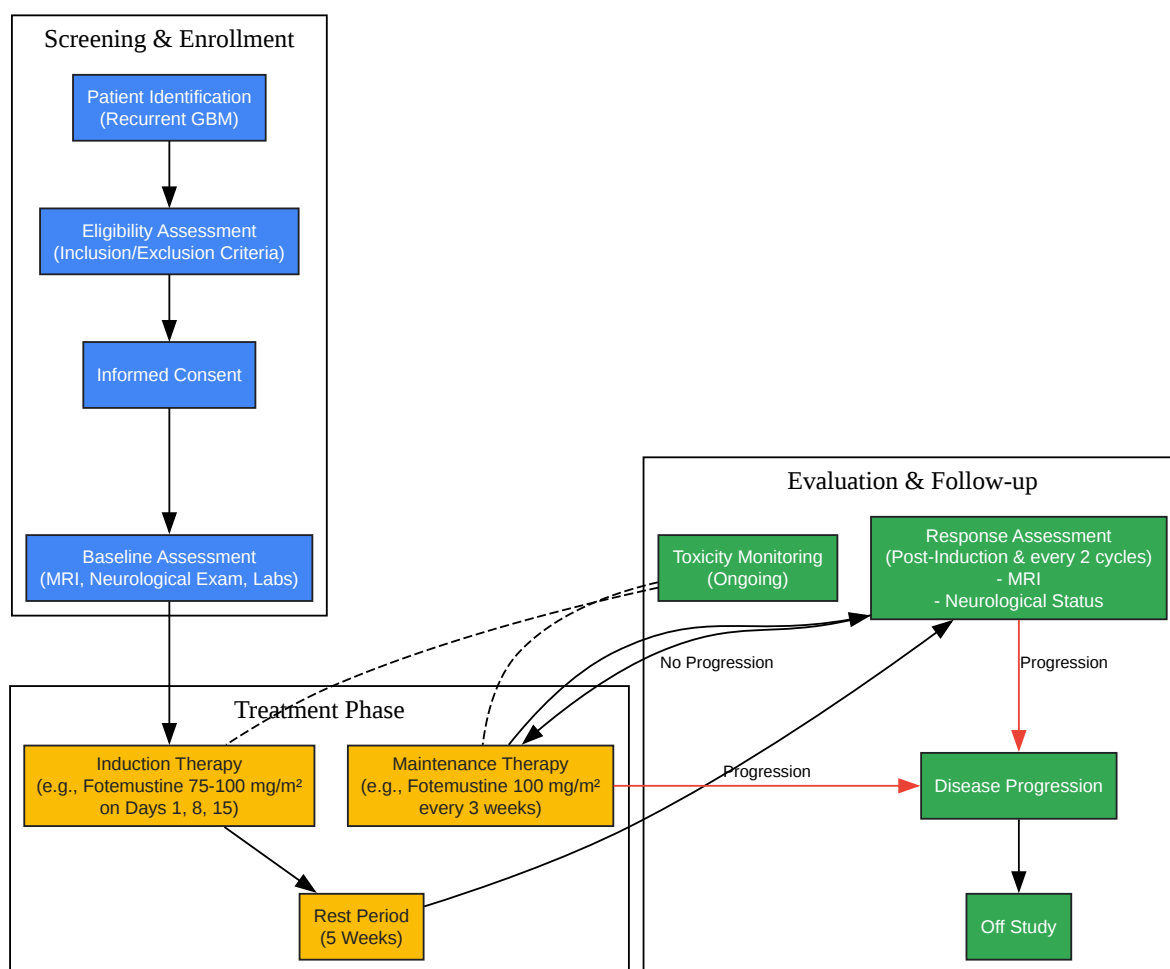 Screening & Enrollment
Patient Identification
(Recurrent GBM)
Eligibility Assessment
(Inclusion/Exclusion Criteria)
Informed Consent
Baseline Assessment
(MRI, Neurological Exam, Labs)
Treatment Phase
Induction Therapy
(e.g., Fotemustine 75-100 mg/m²
on Days 1, 8, 15)
Maintenance Therapy
(e.g., Fotemustine 100 mg/m²
every 3 weeks)
Rest Period
(5 Weeks)
Evaluation & Follow-up
Toxicity Monitoring
(Ongoing)
Response Assessment
(Post-Induction & every 2 cycles)
- MRI
- Neurological Status
No Progression
Progression
Progression
Disease Progression
Off Study